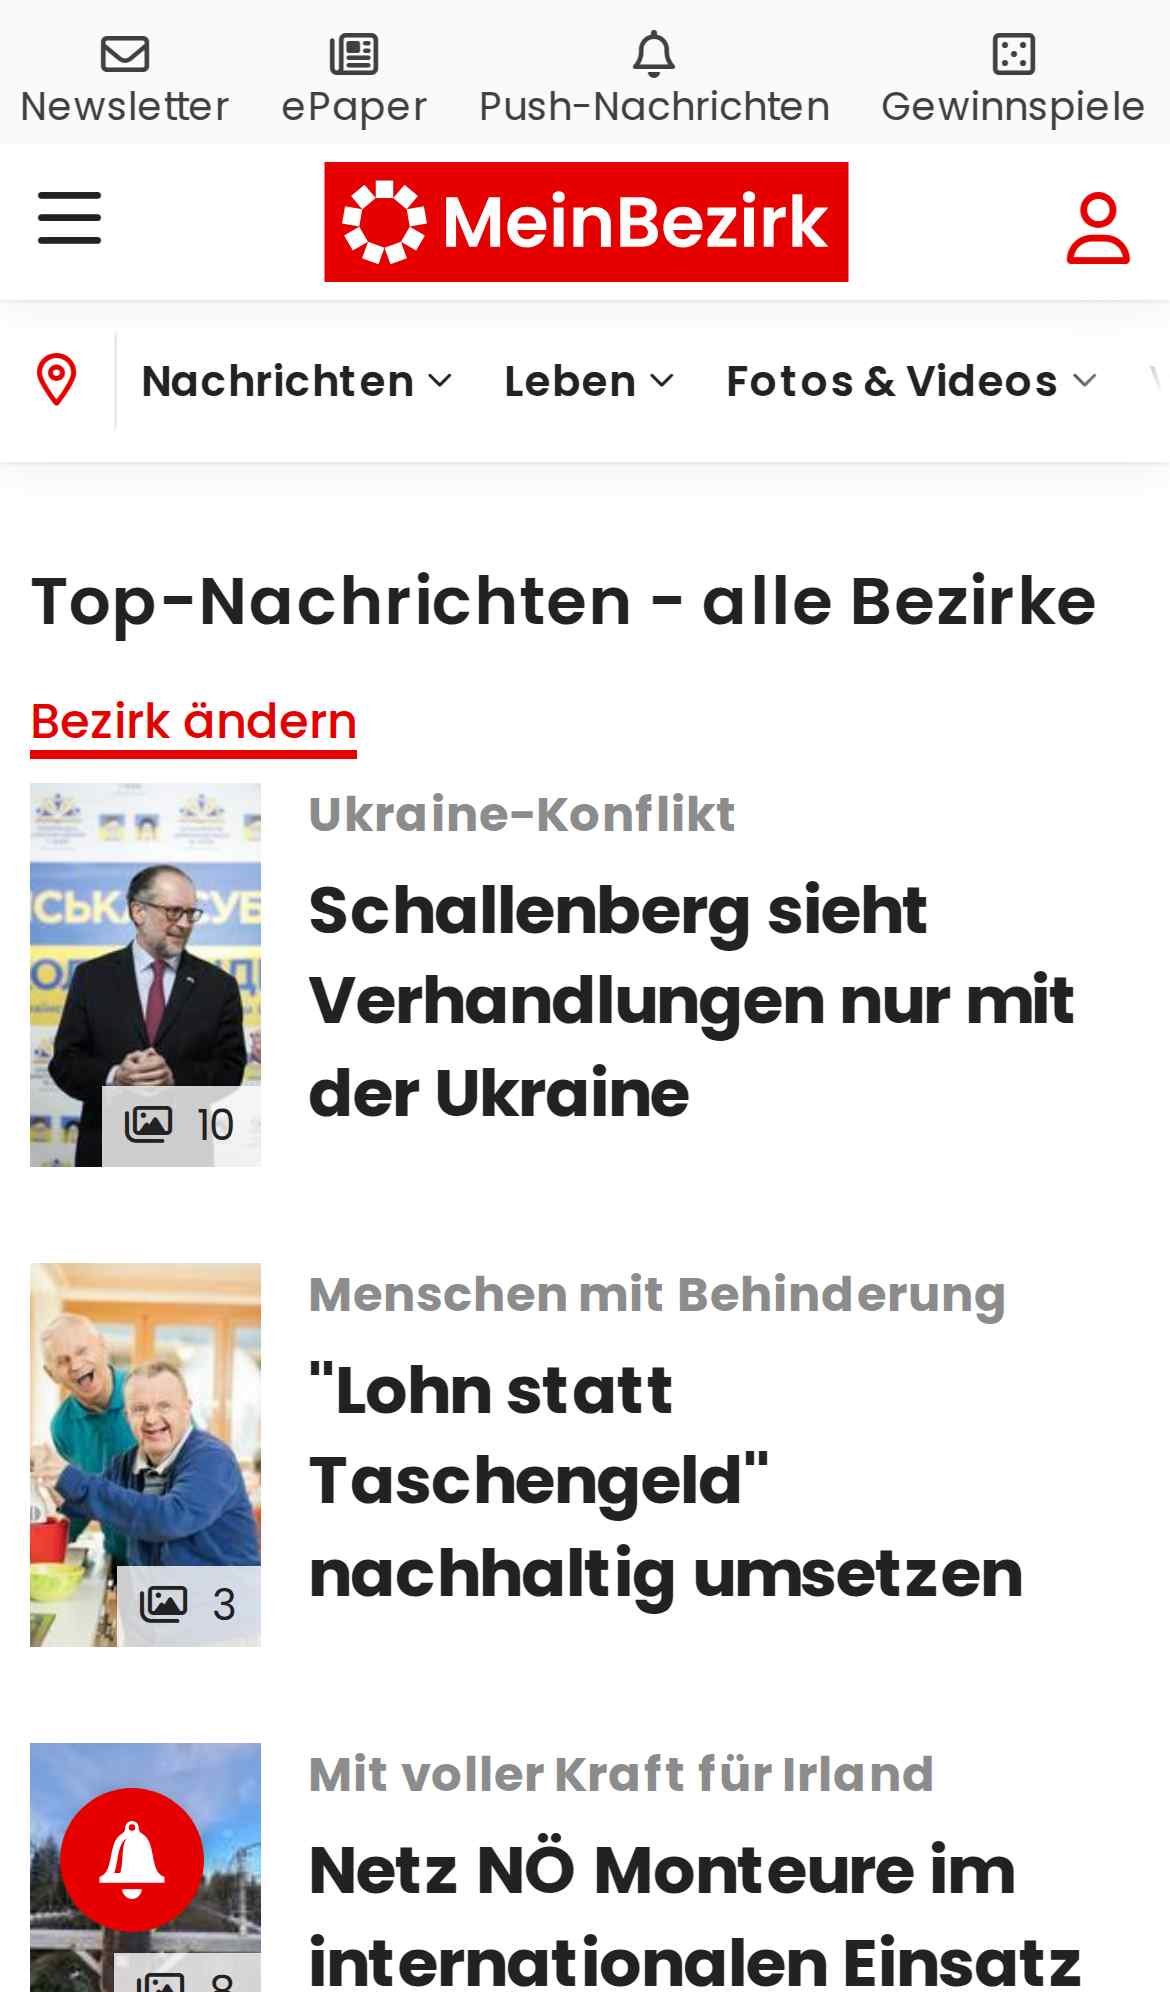 Newsletter
ePaper
Push-Nachrichten
Gewinnspiele
MeinBezirk
Nachrichten
Leben
Fotos & Videos
Top-Nachrichten - alle Bezirke
Bezirk ändern
10
Ukraine-Konflikt
Schallenberg sieht
Verhandlungen nur mit
der Ukraine
3
Menschen mit Behinderung
"Lohn statt
Taschengeld"
nachhaltig umsetzen
8
Mit voller Kraft für Irland
Netz NÖ Monteure im
internationalen Einsatz